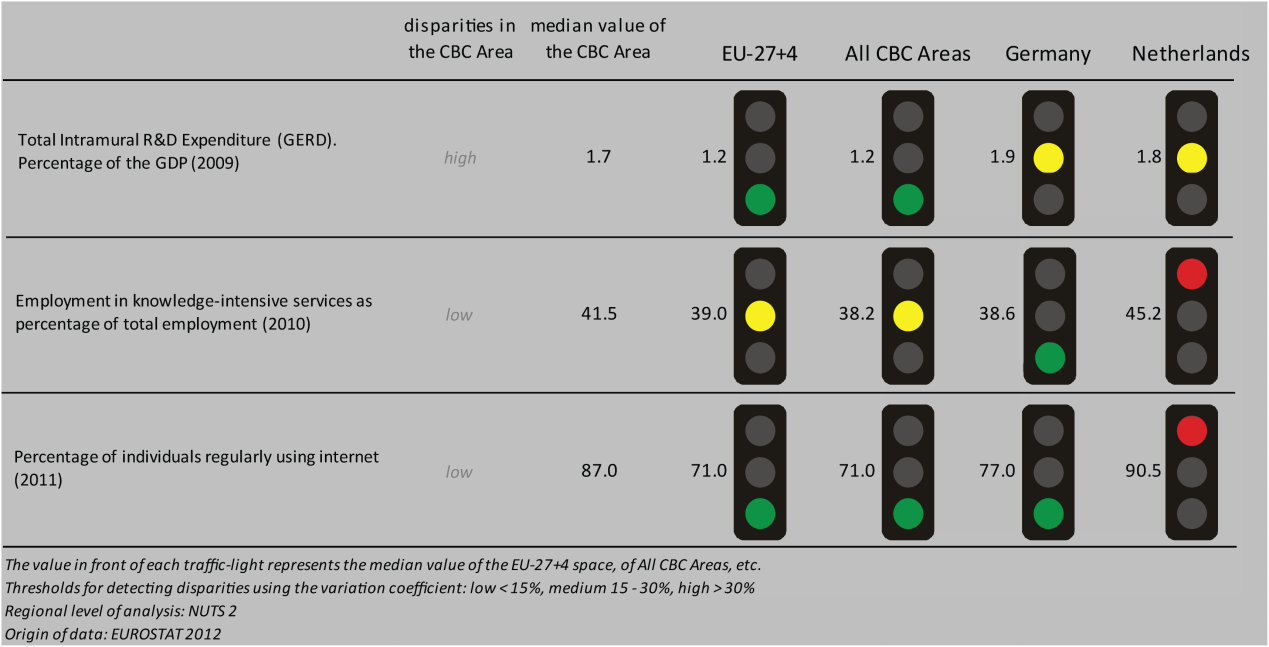 disparities in the CBC Area
median value of the CBC Area
EU-27+4
All CBC Areas
Germany
Netherlands
Total Intramural R&D Expenditure (GERD).
Percentage of the GDP (2009)
high
1.7
1.2
1.2
1.9
1.8
Employment in knowledge-intensive services as
percentage of total employment (2010)
low
41.5
39.0
38.2
38.6
45.2
Percentage of individuals regularly using internet
(2011)
low
87.0
71.0
71.0
77.0
90.5
The value in front of each traffic-light represents the median value of the EU-27+4 space, of All CBC Areas, etc.
Thresholds for detecting disparities using the variation coefficient: low < 15%, medium 15 - 30%, high > 30%
Regional level of analysis: NUTS 2
Origin of data: EUROSTAT 2012